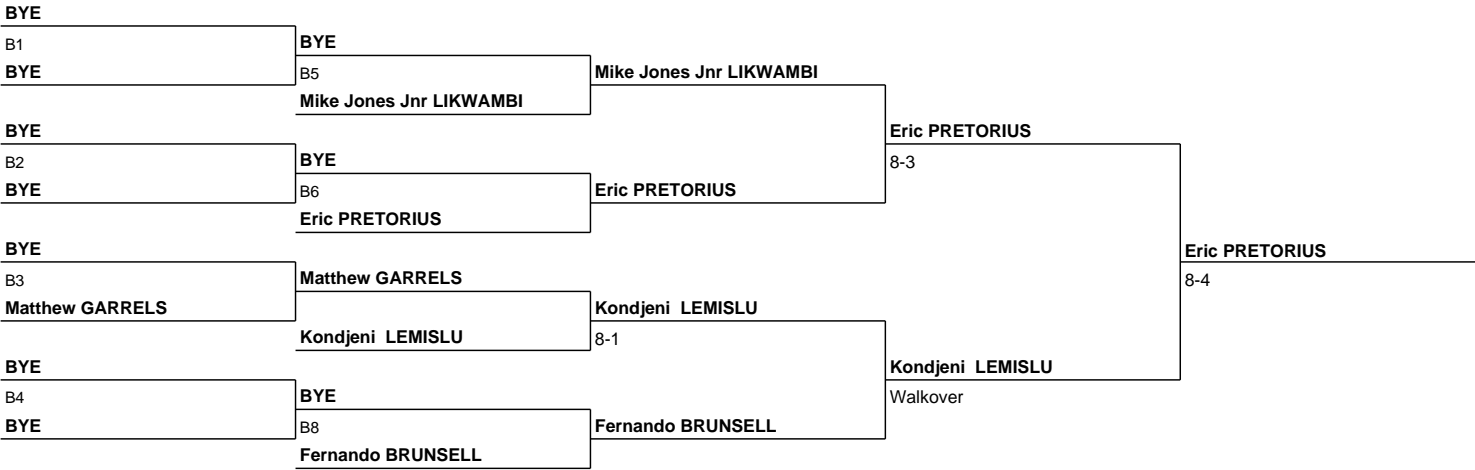 BYE
B1
BYE
BYE
B5
BYE
Mike Jones Jnr LIKWAMBI
Mike Jones Jnr LIKWAMBI
BYE
Eric PRETORIUS
B2
BYE
8-3
BYE
B6
Eric PRETORIUS
Eric PRETORIUS
BYE
Eric PRETORIUS
B3
Matthew GARRELS
8-4
Matthew GARRELS
Kondjeni  LEMISLU
Kondjeni  LEMISLU
8-1
BYE
Kondjeni  LEMISLU
B4
BYE
Walkover
BYE
B8
Fernando BRUNSELL
Fernando BRUNSELL